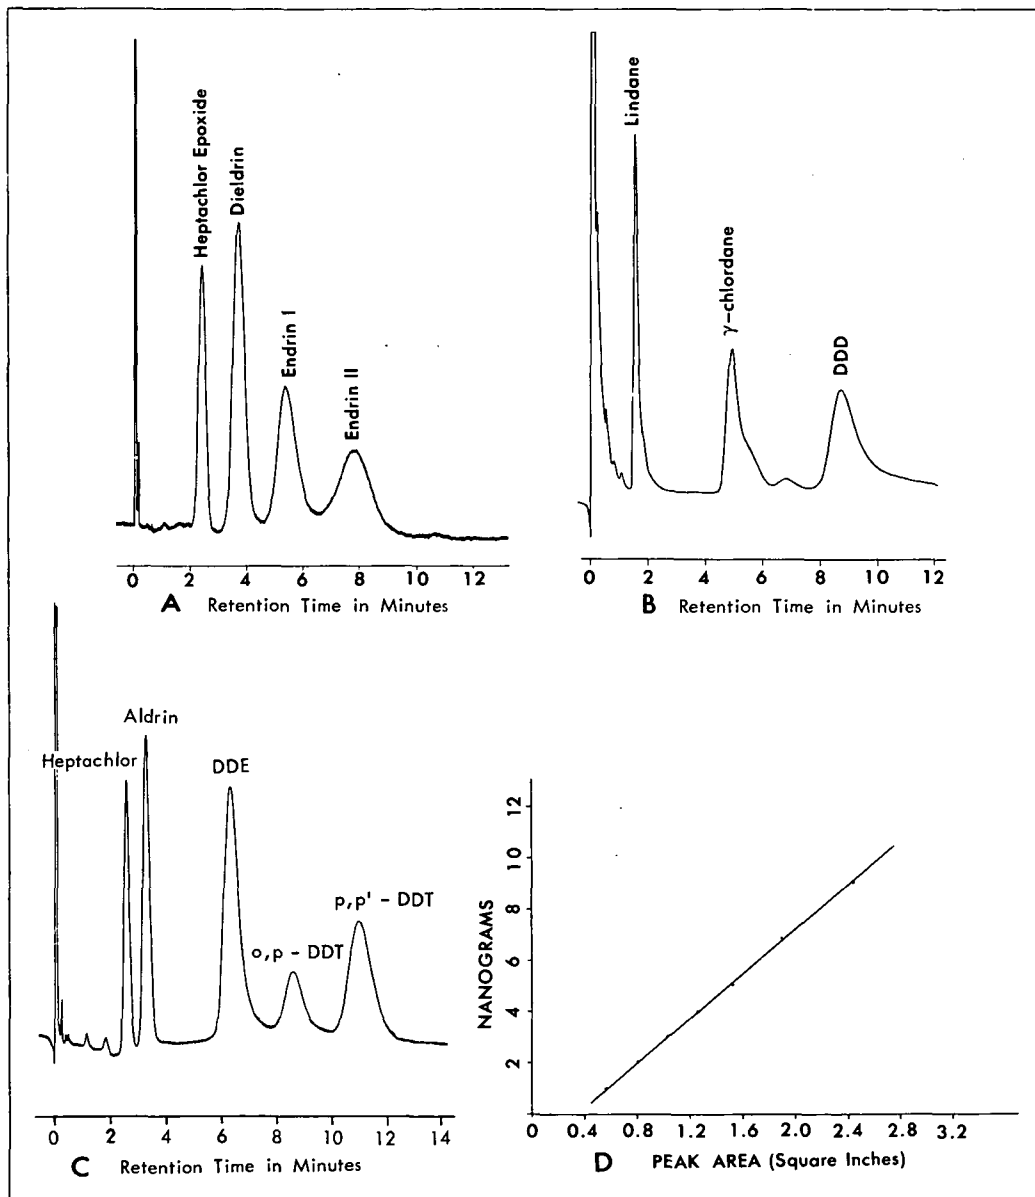 Heptachlor Epoxide
Dieldrin
Endrin I
Endrin II
0 2 4 6 8 10 12
A Retention Time in Minutes
Lindane
γ-chlordane
DDD
0 2 4 6 8 10 12
B Retention Time in Minutes
Heptachlor
Aldrin
DDE
o,p - DDT
p,p' - DDT
0 2 4 6 8 10 12 14
C Retention Time in Minutes
NANOGRAMS
12
10
8
6
4
2
0 0.4 1.2 1.6 2.0 2.4 2.8 3.2
D PEAK AREA (Square Inches)